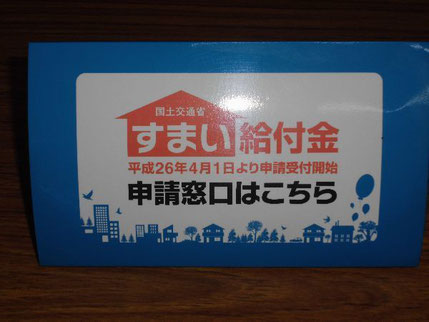 国土交通省
すまい給付金
平成26年4月1日より申請受付開始
申請窓口はこちら